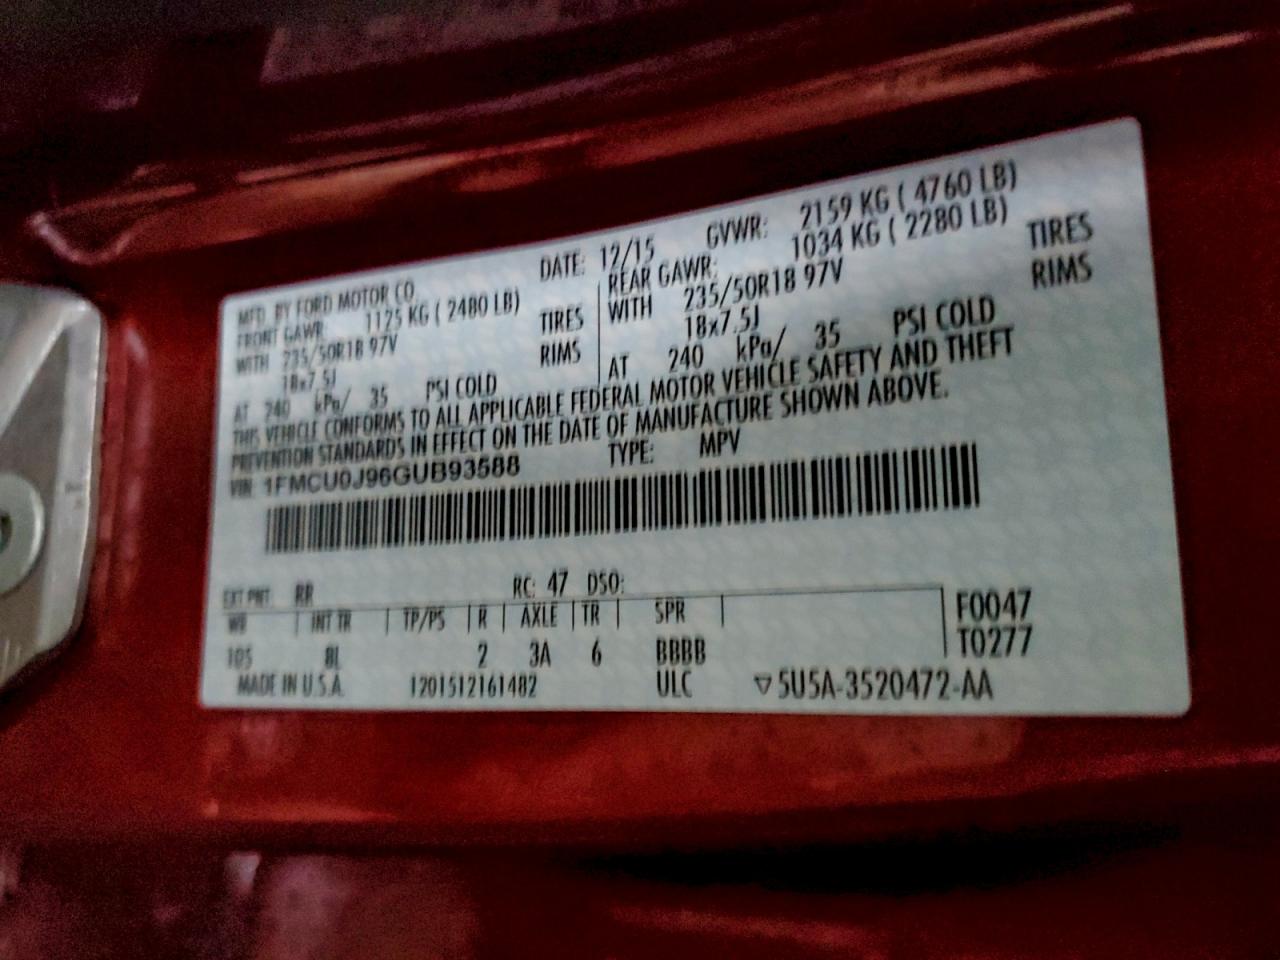 MFD. BY FORD MOTOR CO.
DATE: 12/15 GVWR: 2159 KG ( 4760 LB)
FRONT GAWR: 1125 KG ( 2480 LB)
REAR GAWR: 1034 KG ( 2280 LB)
WITH 235/50R18 97V TIRES
WITH 235/50R18 97V TIRES
18x7.5J RIMS
18x7.5J RIMS
AT 240 kPa/ 35 PSI COLD
AT 240 kPa/ 35 PSI COLD
THIS VEHICLE CONFORMS TO ALL APPLICABLE FEDERAL MOTOR VEHICLE SAFETY AND THEFT
PREVENTION STANDARDS IN EFFECT ON THE DATE OF MANUFACTURE SHOWN ABOVE.
VIN: 1FMCU0J96GUB93588 TYPE: MPV
EXT PNT: RR RC: 47 DSO:
WB INT TR TP/PS R AXLE TR SPR F0047
105 8L 2 3A 6 BBBB T0277
MADE IN U.S.A. 1201512161482 ULC ▽5U5A-3520472-AA